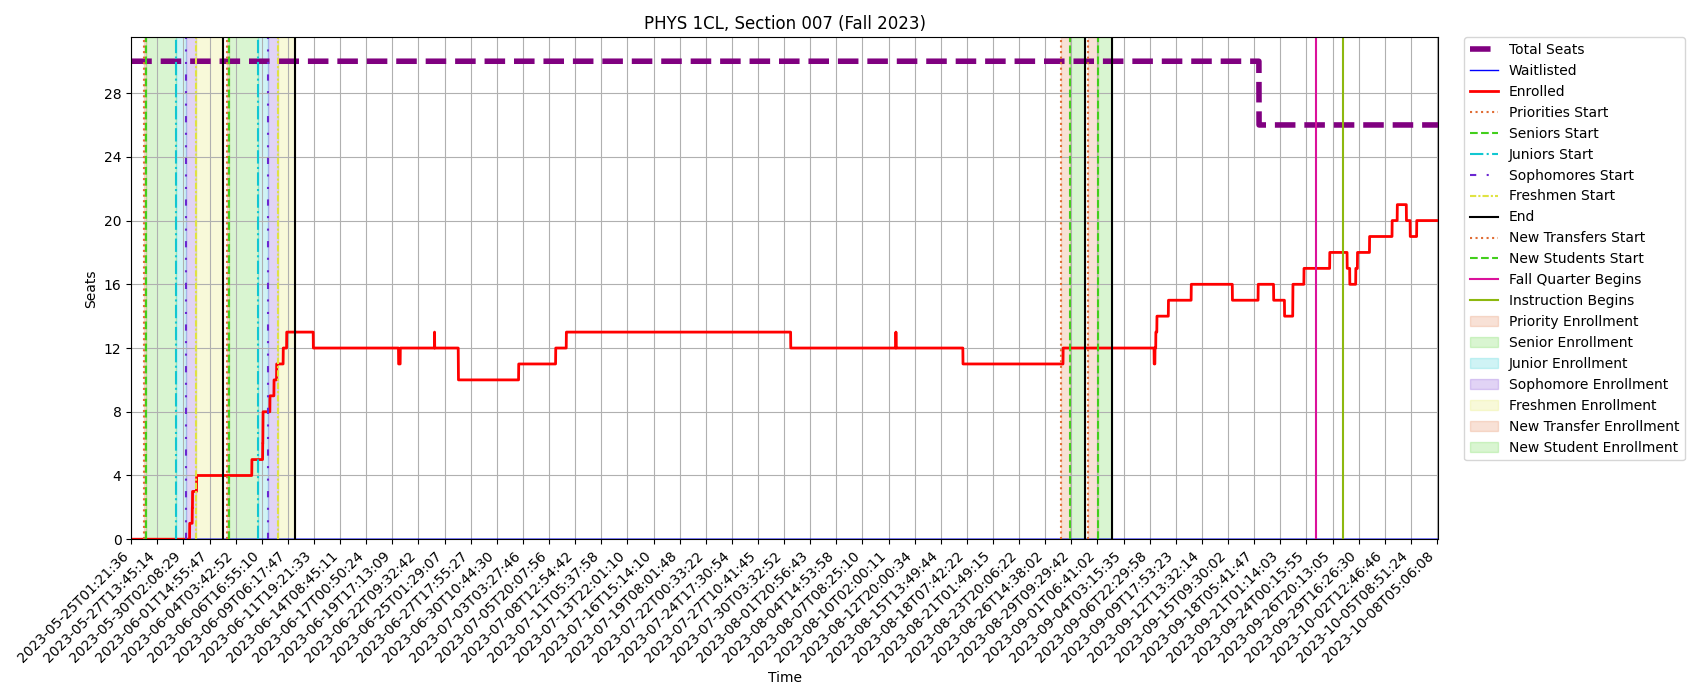 PHYS 1CL, Section 007 (Fall 2023)
Seats
28
24
20
16
12
8
4
0
2023-05-25T01:21:36
2023-05-27T13:45:14
2023-05-30T02:08:29
2023-06-01T14:55:47
2023-06-04T03:42:52
2023-06-06T16:55:10
2023-06-09T06:17:47
2023-06-11T19:21:33
2023-06-14T08:45:11
2023-06-17T00:50:24
2023-06-19T17:13:09
2023-06-22T09:32:42
2023-06-25T01:29:07
2023-06-27T17:55:27
2023-06-30T10:44:30
2023-07-03T03:27:46
2023-07-05T20:07:56
2023-07-08T12:54:42
2023-07-11T05:37:58
2023-07-13T22:01:10
2023-07-16T15:14:10
2023-07-19T08:01:48
2023-07-22T00:33:22
2023-07-24T17:30:54
2023-07-27T10:41:45
2023-07-30T03:32:52
2023-08-01T20:56:43
2023-08-04T14:53:58
2023-08-07T08:25:10
2023-08-10T02:00:11
2023-08-12T20:00:34
2023-08-15T13:49:44
2023-08-18T07:42:22
2023-08-21T01:49:15
2023-08-23T20:06:22
2023-08-26T14:38:02
2023-08-29T09:29:42
2023-09-01T06:41:02
2023-09-04T03:15:35
2023-09-06T22:29:58
2023-09-09T17:53:23
2023-09-12T13:32:14
2023-09-15T09:30:02
2023-09-18T05:41:47
2023-09-21T01:14:03
2023-09-24T00:15:55
2023-09-26T20:13:05
2023-09-29T16:26:30
2023-10-02T12:46:46
2023-10-05T08:51:24
2023-10-08T05:06:08
Time
Total Seats
Waitlisted
Enrolled
Priorities Start
Seniors Start
Juniors Start
Sophomores Start
Freshmen Start
End
New Transfers Start
New Students Start
Fall Quarter Begins
Instruction Begins
Priority Enrollment
Senior Enrollment
Junior Enrollment
Sophomore Enrollment
Freshmen Enrollment
New Transfer Enrollment
New Student Enrollment